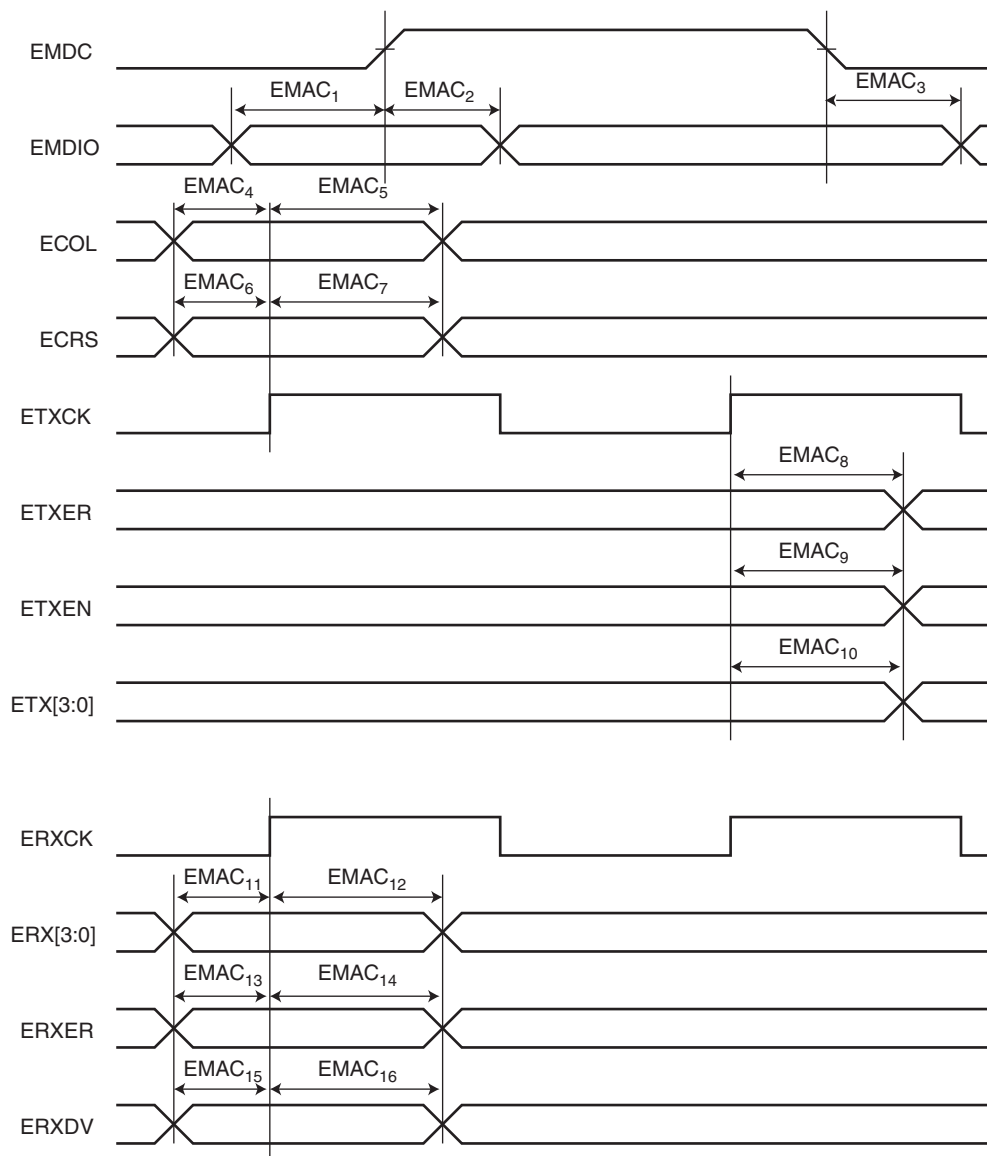 EMDC
EMAC₁ EMAC₂ EMAC₃
EMDIO
EMAC₄ EMAC₅
ECOL
EMAC₆ EMAC₇
ECRS
ETXCK
EMAC₈
ETXER
EMAC₉
ETXEN
EMAC₁₀
ETX[3:0]
ERXCK
EMAC₁₁ EMAC₁₂
ERX[3:0]
EMAC₁₃ EMAC₁₄
ERXER
EMAC₁₅ EMAC₁₆
ERXDV